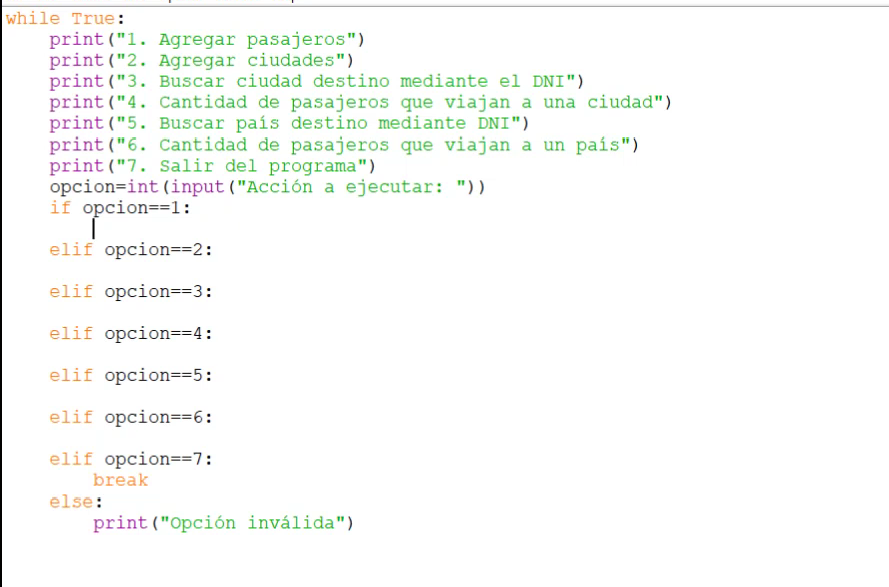 while True:
    print("1. Agregar pasajeros")
    print("2. Agregar ciudades")
    print("3. Buscar ciudad destino mediante el DNI")
    print("4. Cantidad de pasajeros que viajan a una ciudad")
    print("5. Buscar país destino mediante DNI")
    print("6. Cantidad de pasajeros que viajan a un país")
    print("7. Salir del programa")
    opcion=int(input("Acción a ejecutar: "))
    if opcion==1:
    elif opcion==2:
    elif opcion==3:
    elif opcion==4:
    elif opcion==5:
    elif opcion==6:
    elif opcion==7:
        break
    else:
        print("Opción inválida")